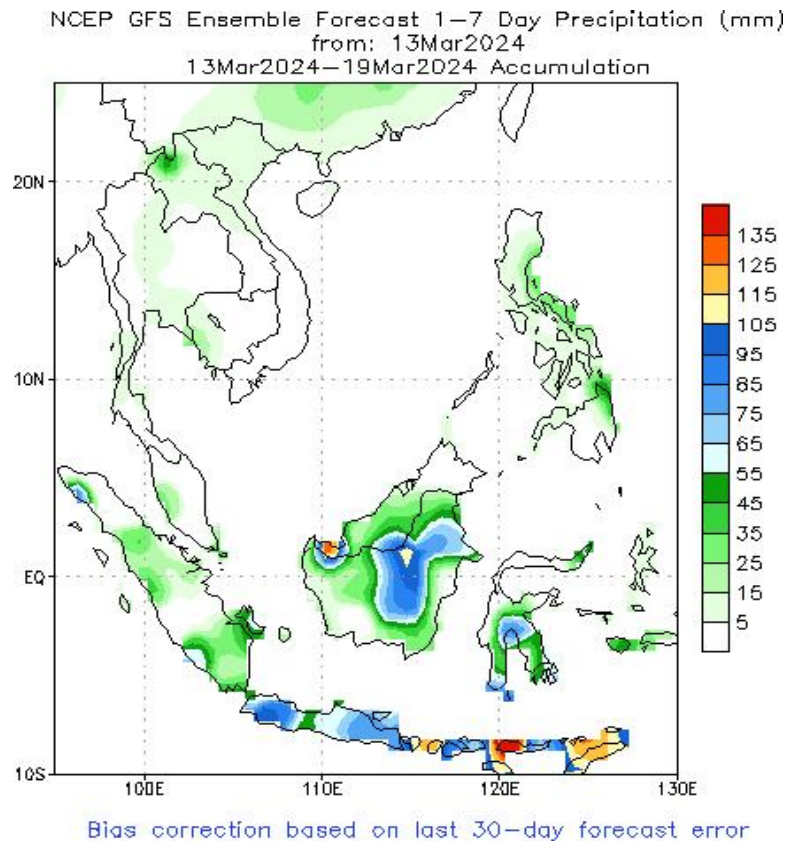 NCEP GFS Ensemble Forecast 1–7 Day Precipitation (mm)
from: 13Mar2024
13Mar2024–19Mar2024 Accumulation
20N
10N
EQ
10S
100E
110E
120E
130E
135
125
115
105
95
85
75
65
55
45
35
25
15
5
Bias correction based on last 30–day forecast error